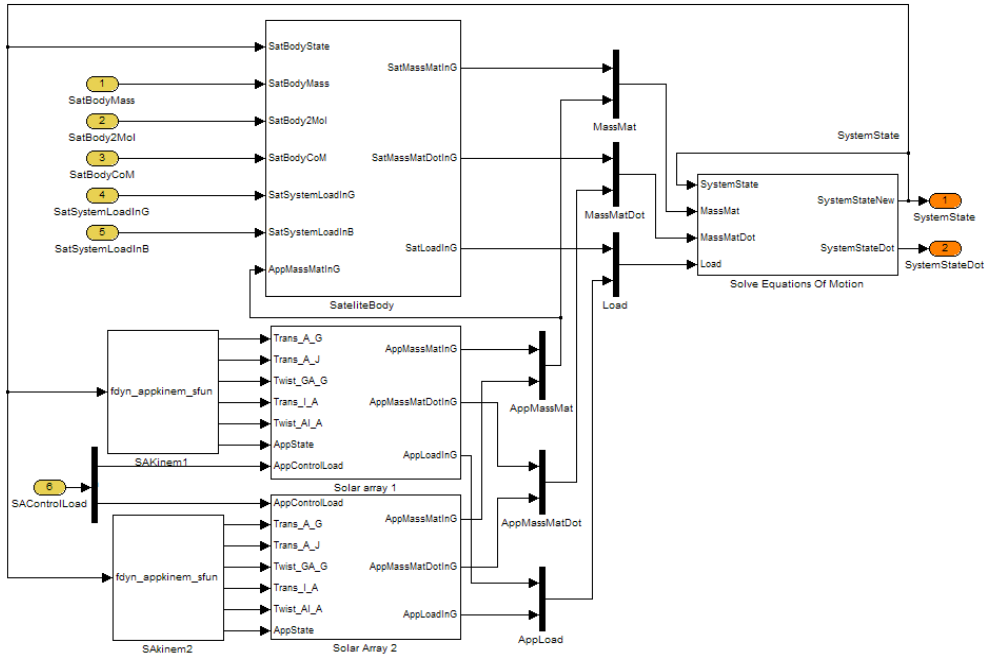 SatBodyState
SatBodyMass
SatBody2MoI
SatBodyCoM
SatSystemLoadInG
SatSystemLoadInB
AppMassMatInG
SatMassMatInG
SatMassMatDotInG
SatLoadInG
SateliteBody
1
SatBodyMass
2
SatBody2MoI
3
SatBodyCoM
4
SatSystemLoadInG
5
SatSystemLoadInB
MassMat
MassMatDot
Load
SystemState
SystemState
MassMat
MassMatDot
Load
SystemStateNew
SystemStateDot
Solve Equations Of Motion
1
SystemState
2
SystemStateDot
fdyn_appkinem_sfun
SAKinem1
Trans_A_G
Trans_A_J
Twist_GA_G
Trans_I_A
Twist_AI_A
AppState
AppControlLoad
AppMassMatInG
AppMassMatDotInG
AppLoadInG
Solar array 1
AppMassMat
6
SAControlLoad
fdyn_appkinem_sfun
SAkinem2
AppControlLoad
Trans_A_G
Trans_A_J
Twist_GA_G
Trans_I_A
Twist_AI_A
AppState
AppMassMatInG
AppMassMatDotInG
AppLoadInG
Solar Array 2
AppMassMatDot
AppLoad